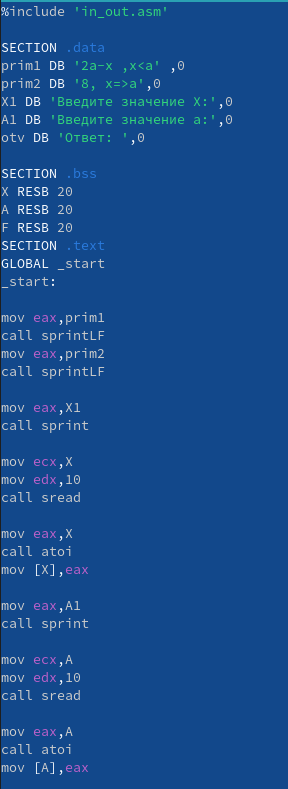 %include 'in_out.asm'
SECTION .data
prim1 DB '2a-x ,x<a' ,0
prim2 DB '8, x=>a',0
X1 DB 'Введите значение X:',0
A1 DB 'Введите значение a:',0
otv DB 'Ответ: ',0
SECTION .bss
X RESB 20
A RESB 20
F RESB 20
SECTION .text
GLOBAL _start
_start:
mov eax,prim1
call sprintLF
mov eax,prim2
call sprintLF
mov eax,X1
call sprint
mov ecx,X
mov edx,10
call sread
mov eax,X
call atoi
mov [X],eax
mov eax,A1
call sprint
mov ecx,A
mov edx,10
call sread
mov eax,A
call atoi
mov [A],eax